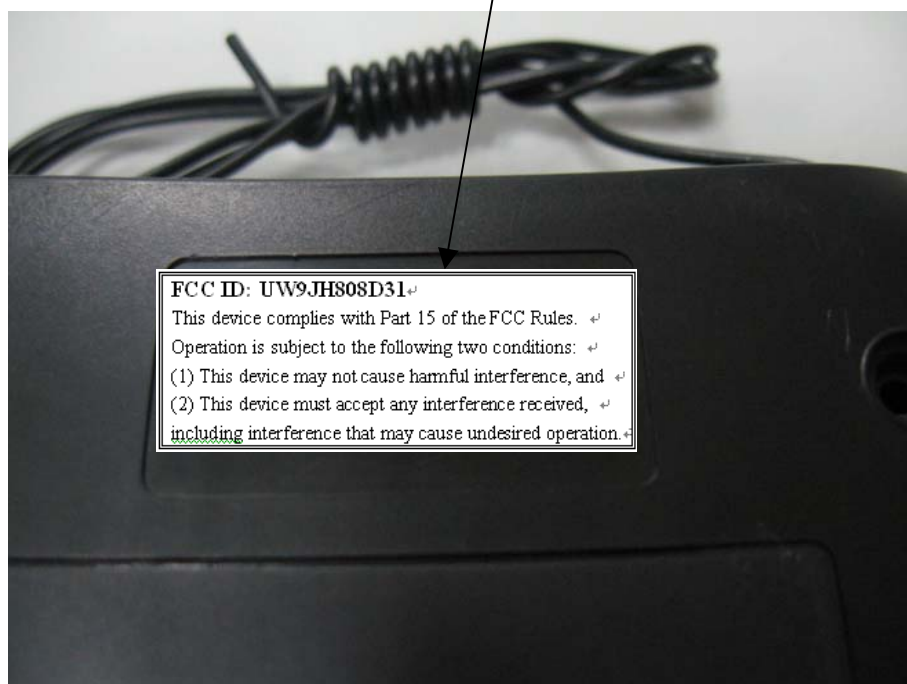 FCC ID: UW9JH808D31
This device complies with Part 15 of the FCC Rules.
Operation is subject to the following two conditions:
(1) This device may not cause harmful interference, and
(2) This device must accept any interference received,
including interference that may cause undesired operation.